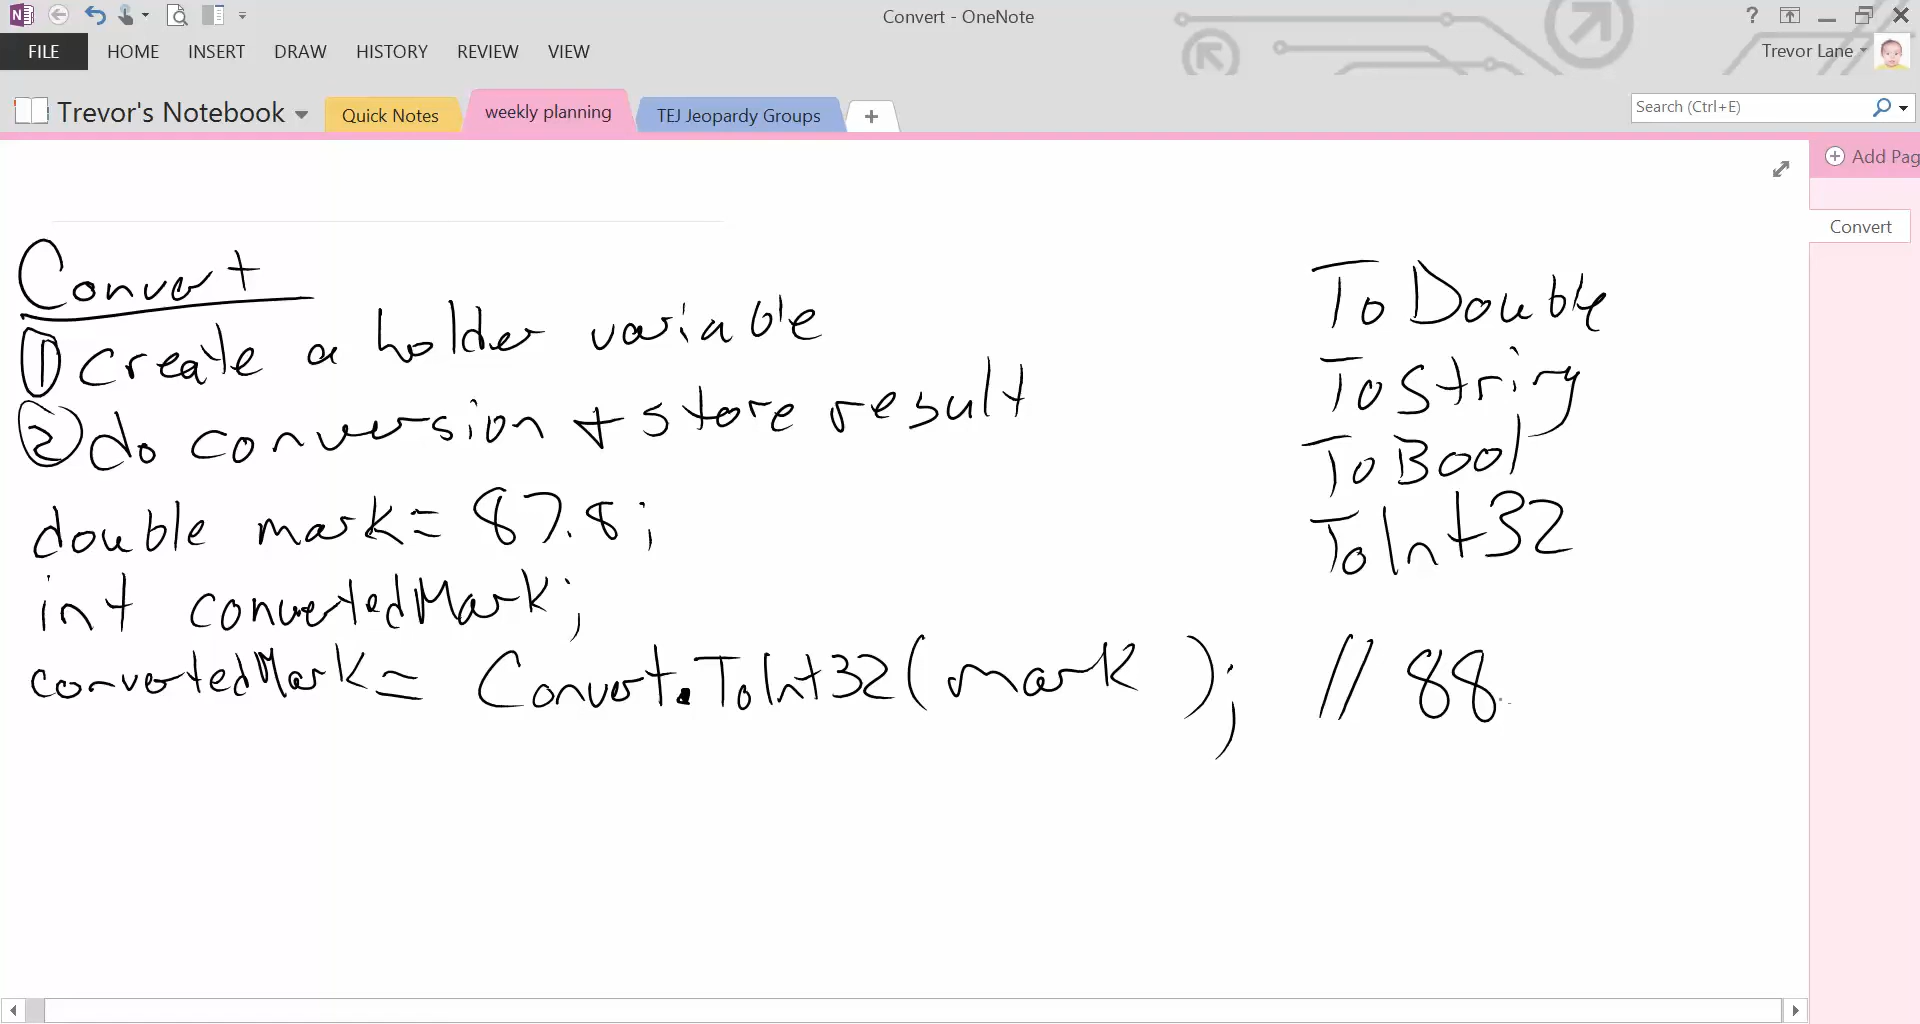 Convert - OneNote
?
FILE HOME INSERT DRAW HISTORY REVIEW VIEW
Trevor Lane
Trevor's Notebook
Quick Notes
weekly planning
TEJ Jeopardy Groups
+
Search (Ctrl+E)
Add Pag
Convert
Convert
① Create a holder variable
② do conversion + store result
double mark = 87.8;
int convertedMark;
convertedMark = Convert.ToInt32(mark); // 88
ToDouble
ToString
ToBool
ToInt32